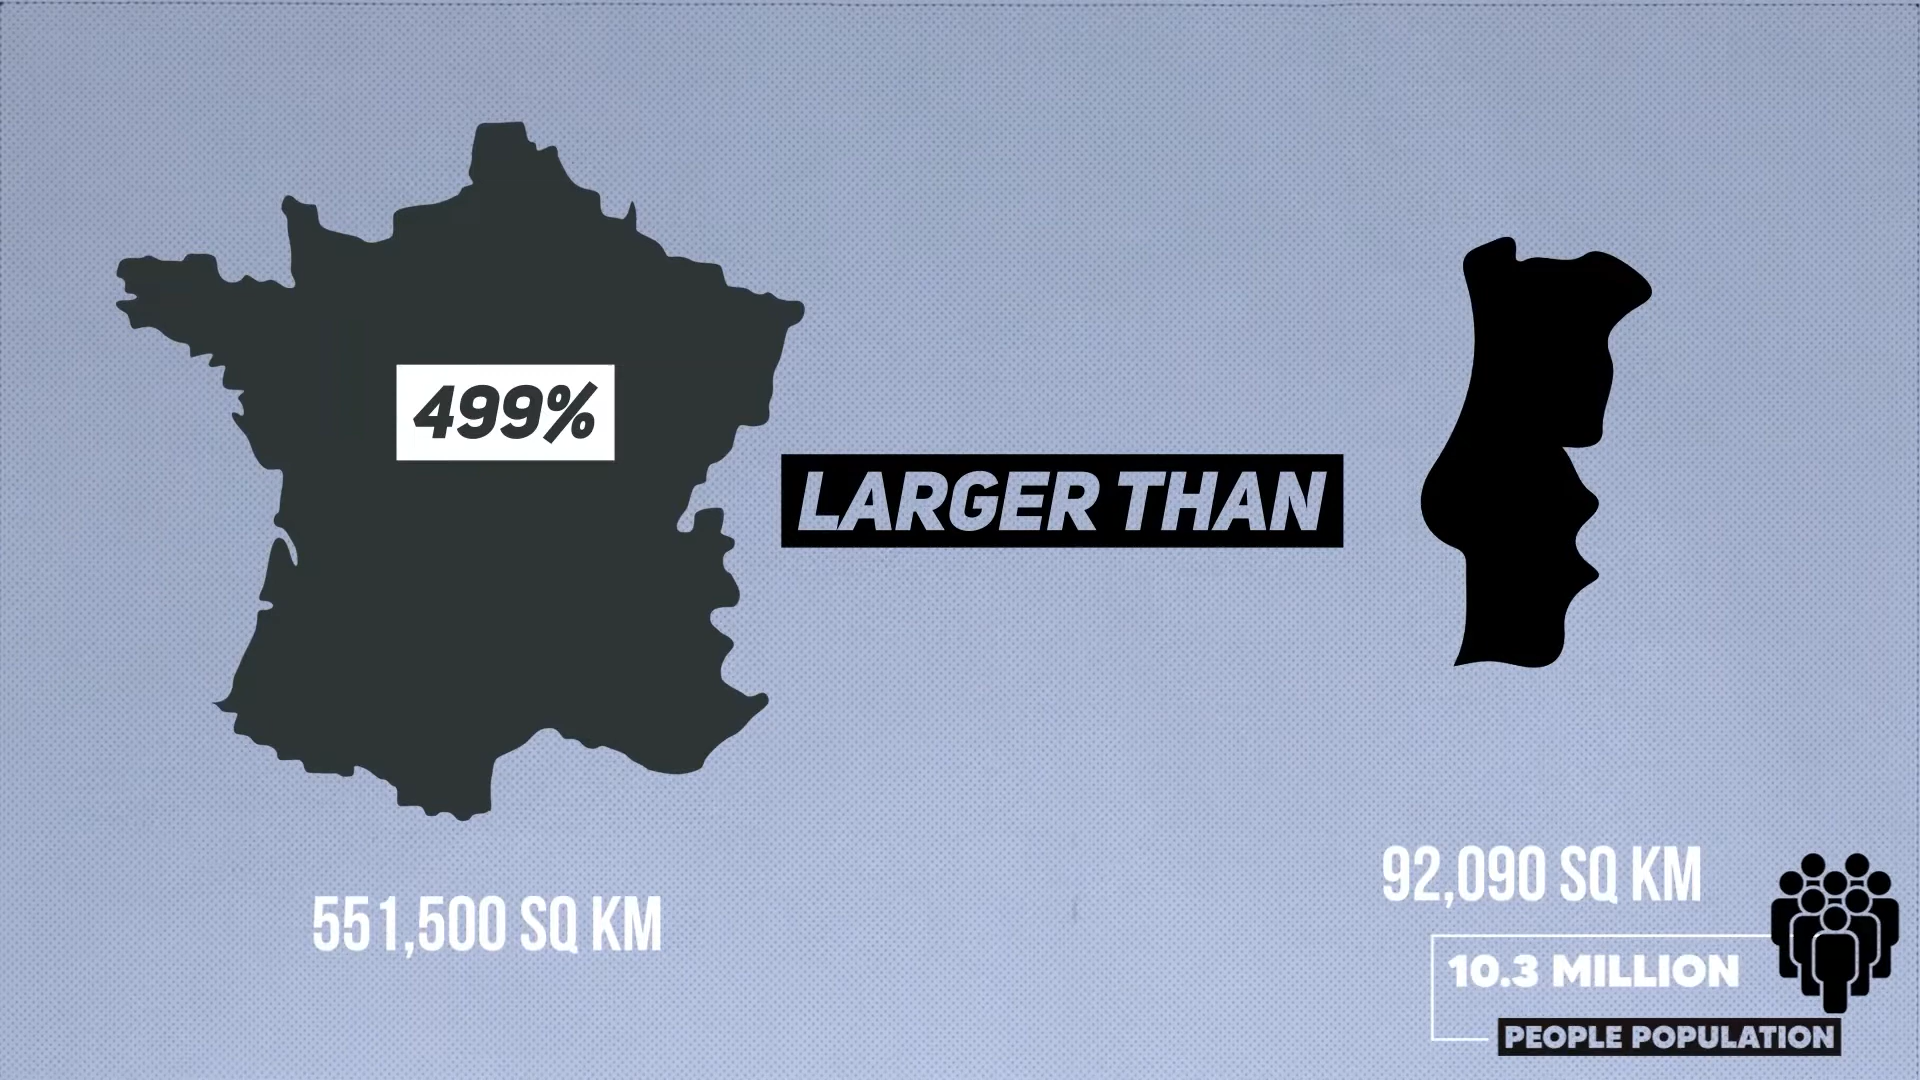 499%
LARGER THAN
551,500 SQ KM
92,090 SQ KM
10.3 MILLION
PEOPLE POPULATION